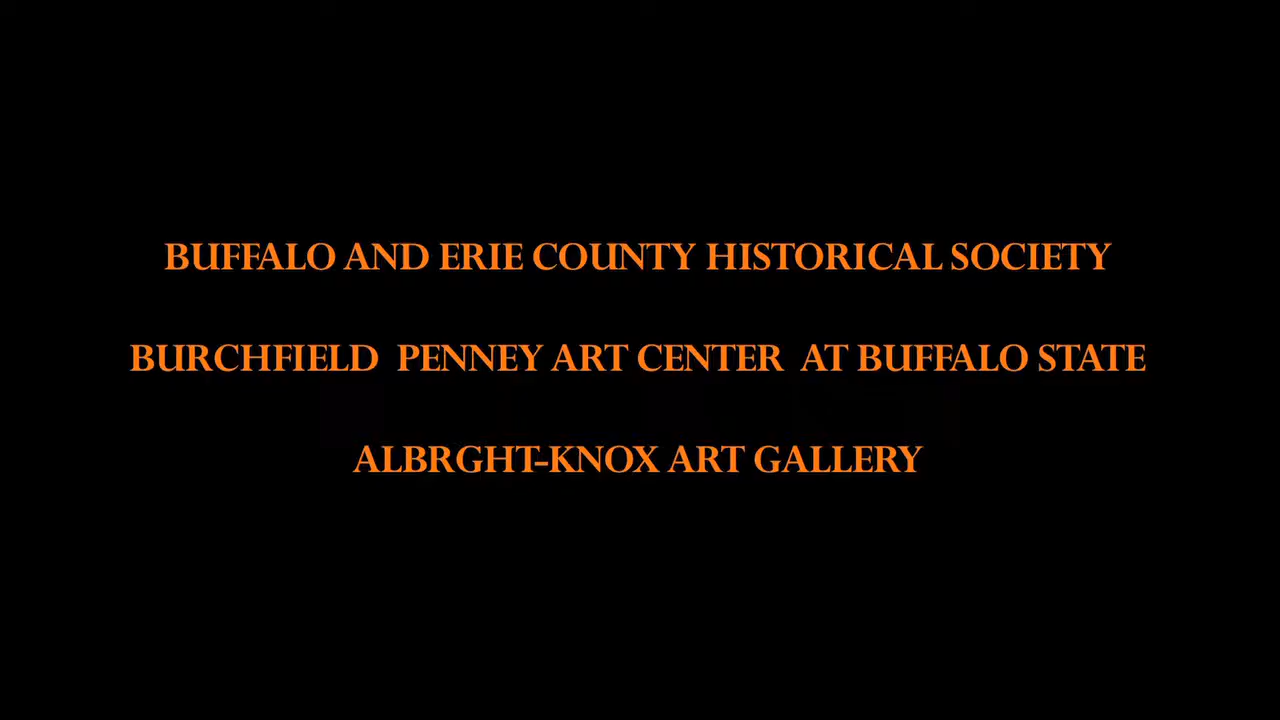 BUFFALO AND ERIE COUNTY HISTORICAL SOCIETY
BURCHFIELD PENNEY ART CENTER AT BUFFALO STATE
ALBRGHT-KNOX ART GALLERY